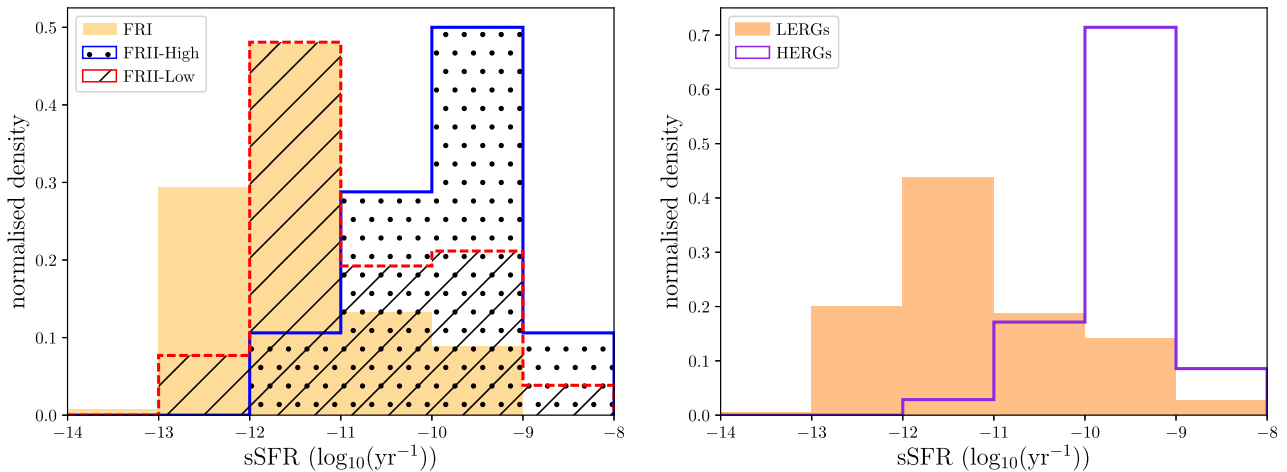 0.5
0.4
0.3
0.2
0.1
0.0
normalised density
FRI
FRII-High
FRII-Low
−14 −13 −12 −11 −10 −9 −8
sSFR (log₁₀(yr⁻¹))
0.7
0.6
0.5
0.4
0.3
0.2
0.1
0.0
normalised density
LERGs
HERGs
−14 −13 −12 −11 −10 −9 −8
sSFR (log₁₀(yr⁻¹))